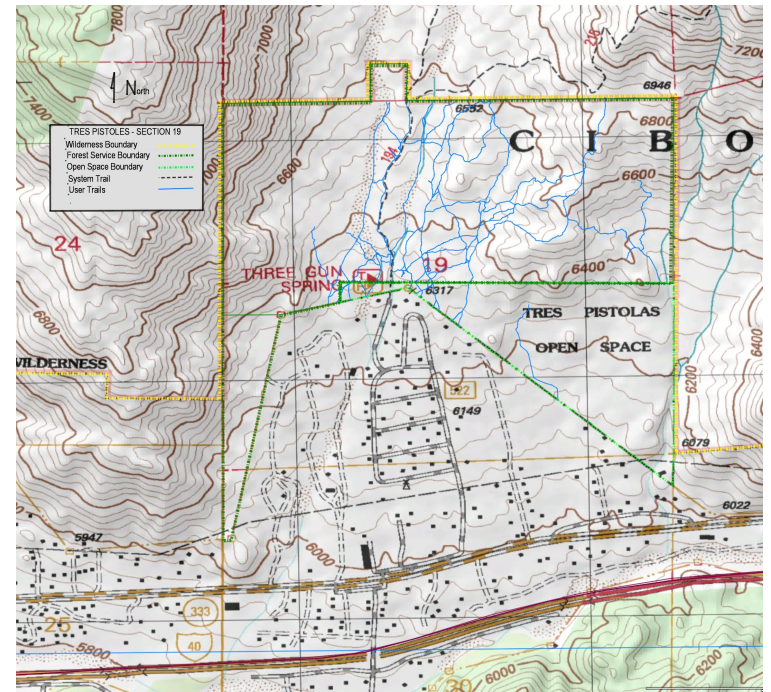 7800
7000
218
7200
6946
7400
North
6552
6800
C I B O
TRES PISTOLES - SECTION 19
Wilderness Boundary
Forest Service Boundary
Open Space Boundary
System Trail
User Trails
7000
6600
194
6600
24
19
6400
THREE GUN
SPRING
6317
6800
TRES PISTOLAS
OPEN SPACE
6400
WILDERNESS
6200
522
6149
6079
6022
5947
6000
333
25
40
5800
6000
30
6200